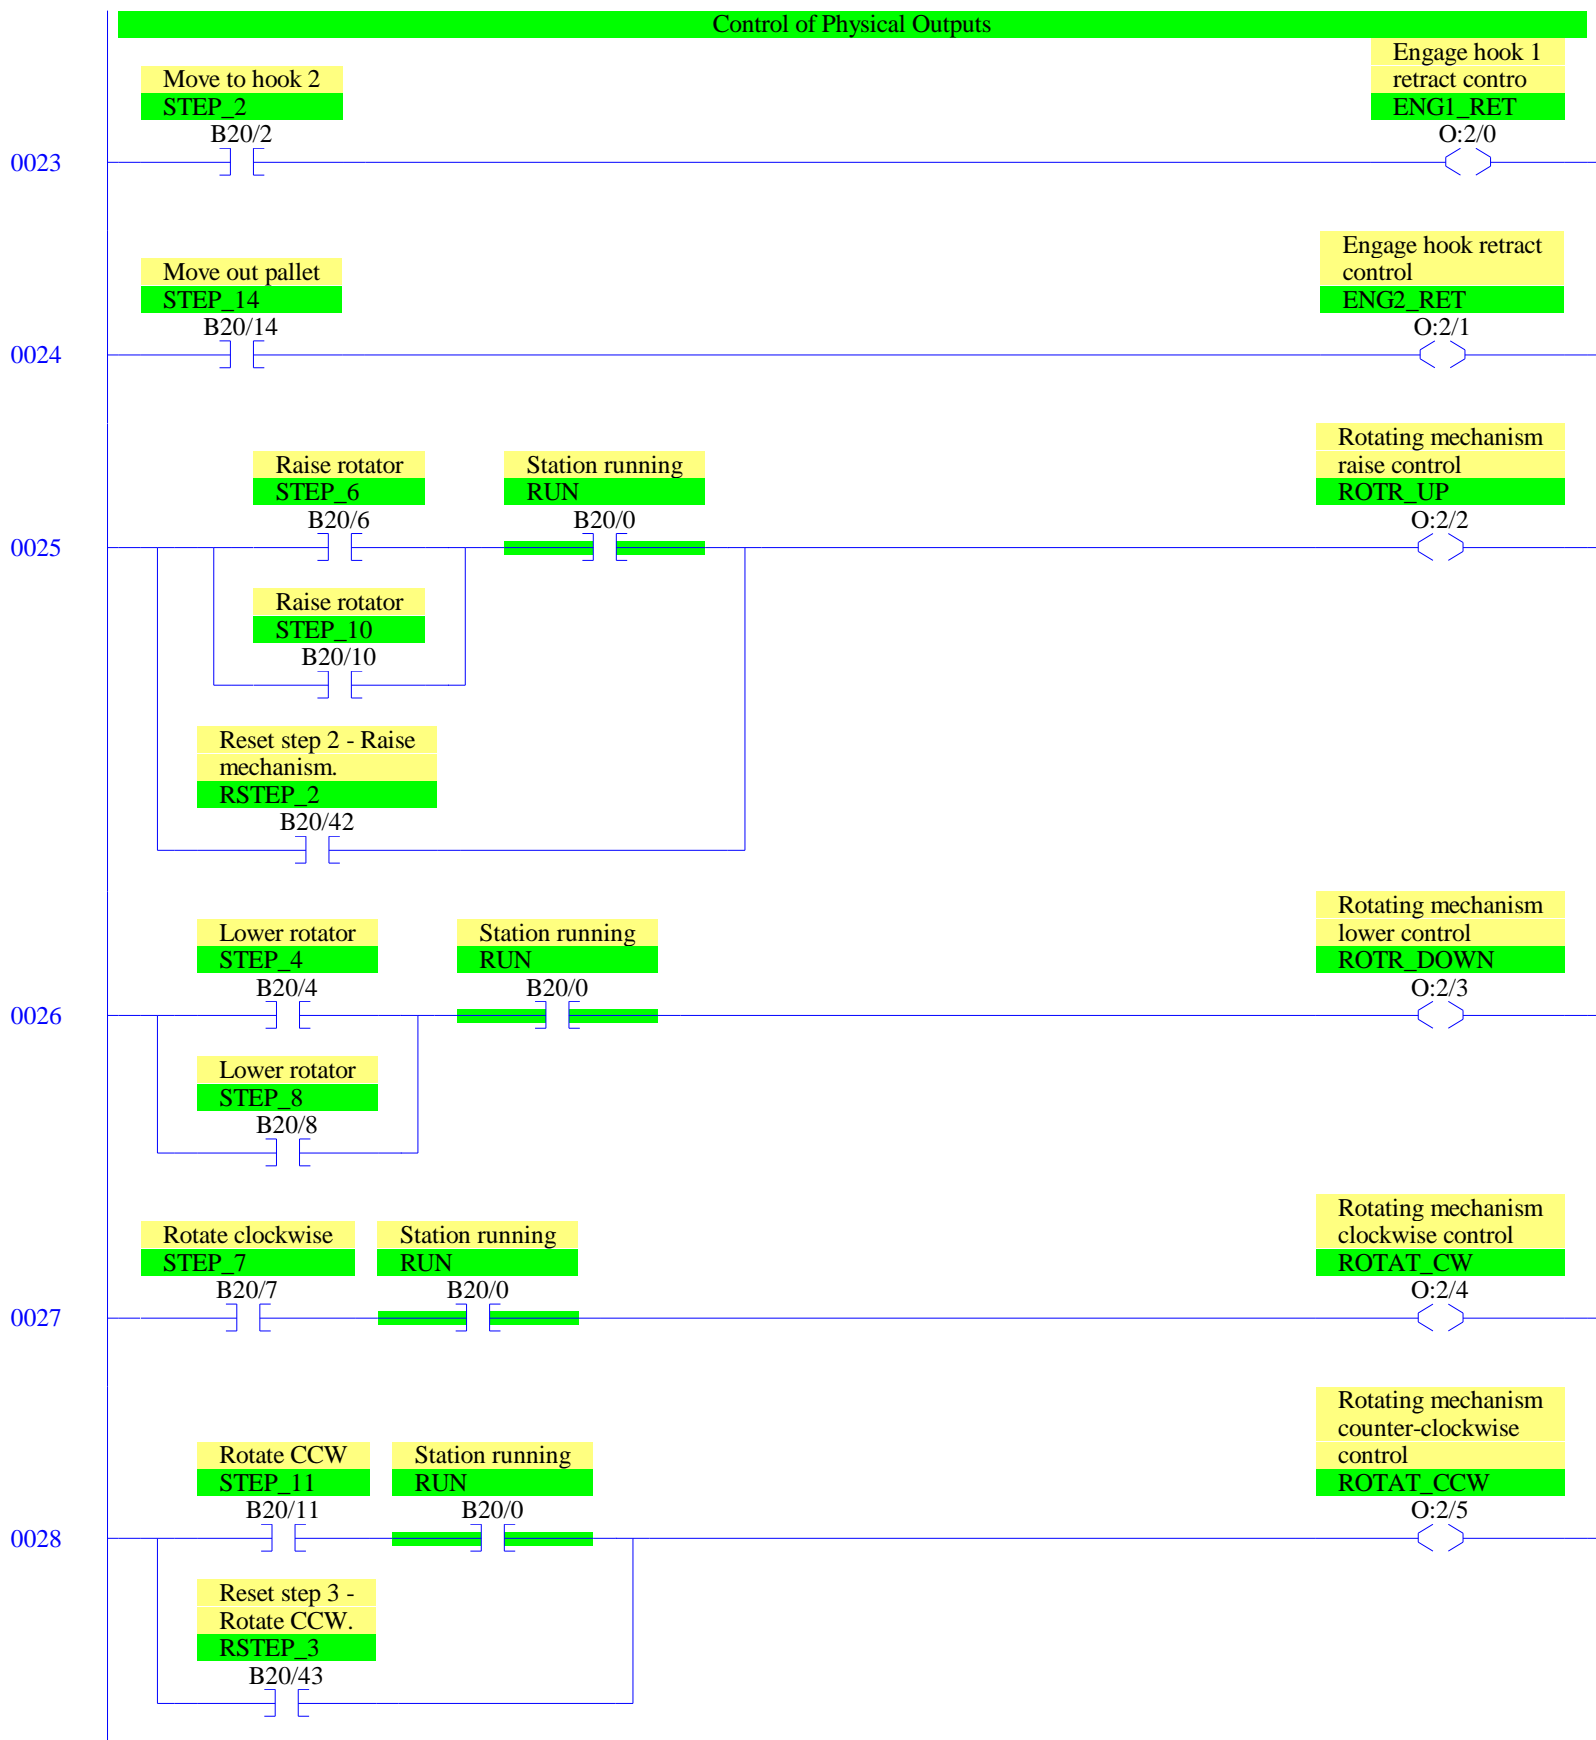 Control of Physical Outputs
Move to hook 2
STEP_2
B20/2
Engage hook 1
retract contro
ENG1_RET
O:2/0
0023
Move out pallet
STEP_14
B20/14
Engage hook retract
control
ENG2_RET
O:2/1
0024
Raise rotator
STEP_6
B20/6
Station running
RUN
B20/0
Rotating mechanism
raise control
ROTR_UP
O:2/2
0025
Raise rotator
STEP_10
B20/10
Reset step 2 - Raise
mechanism.
RSTEP_2
B20/42
Lower rotator
STEP_4
B20/4
Station running
RUN
B20/0
Rotating mechanism
lower control
ROTR_DOWN
O:2/3
0026
Lower rotator
STEP_8
B20/8
Rotate clockwise
STEP_7
B20/7
Station running
RUN
B20/0
Rotating mechanism
clockwise control
ROTAT_CW
O:2/4
0027
Rotate CCW
STEP_11
B20/11
Station running
RUN
B20/0
Rotating mechanism
counter-clockwise
control
ROTAT_CCW
O:2/5
0028
Reset step 3 -
Rotate CCW.
RSTEP_3
B20/43